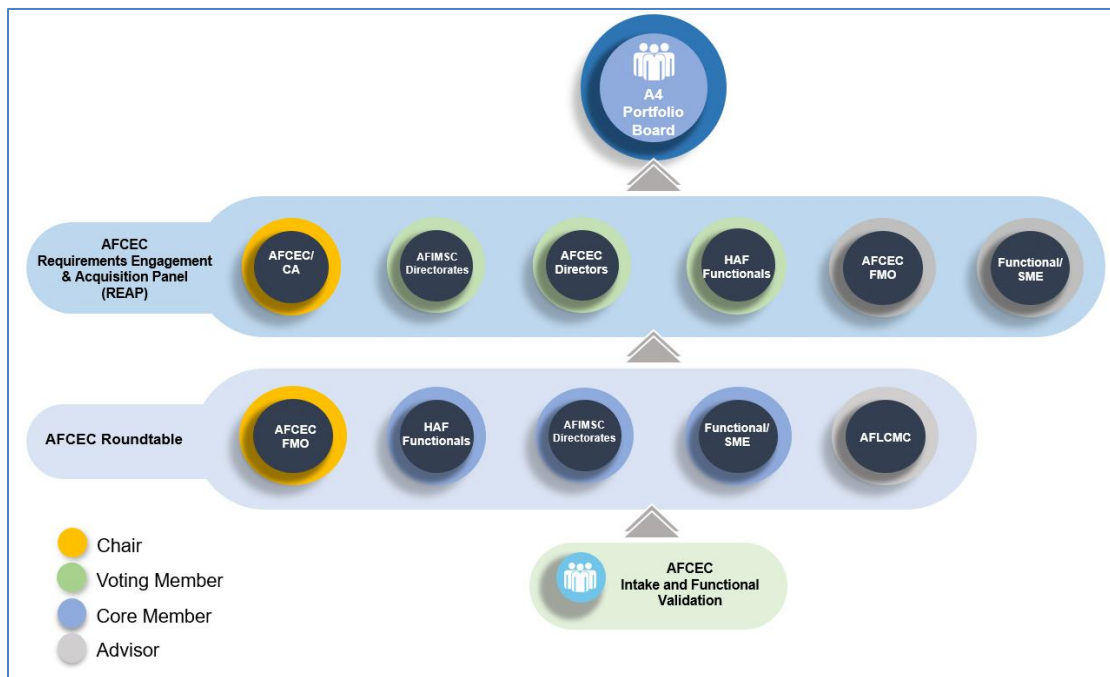 A4
Portfolio
Board
AFCEC
Requirements Engagement
& Acquisition Panel
(REAP)
AFCEC/
CA
AFIMSC
Directorates
AFCEC
Directors
HAF
Functionals
AFCEC
FMO
Functional/
SME
AFCEC Roundtable
AFCEC
FMO
HAF
Functionals
AFIMSC
Directorates
Functional/
SME
AFLCMC
Chair
Voting Member
Core Member
Advisor
AFCEC
Intake and Functional
Validation